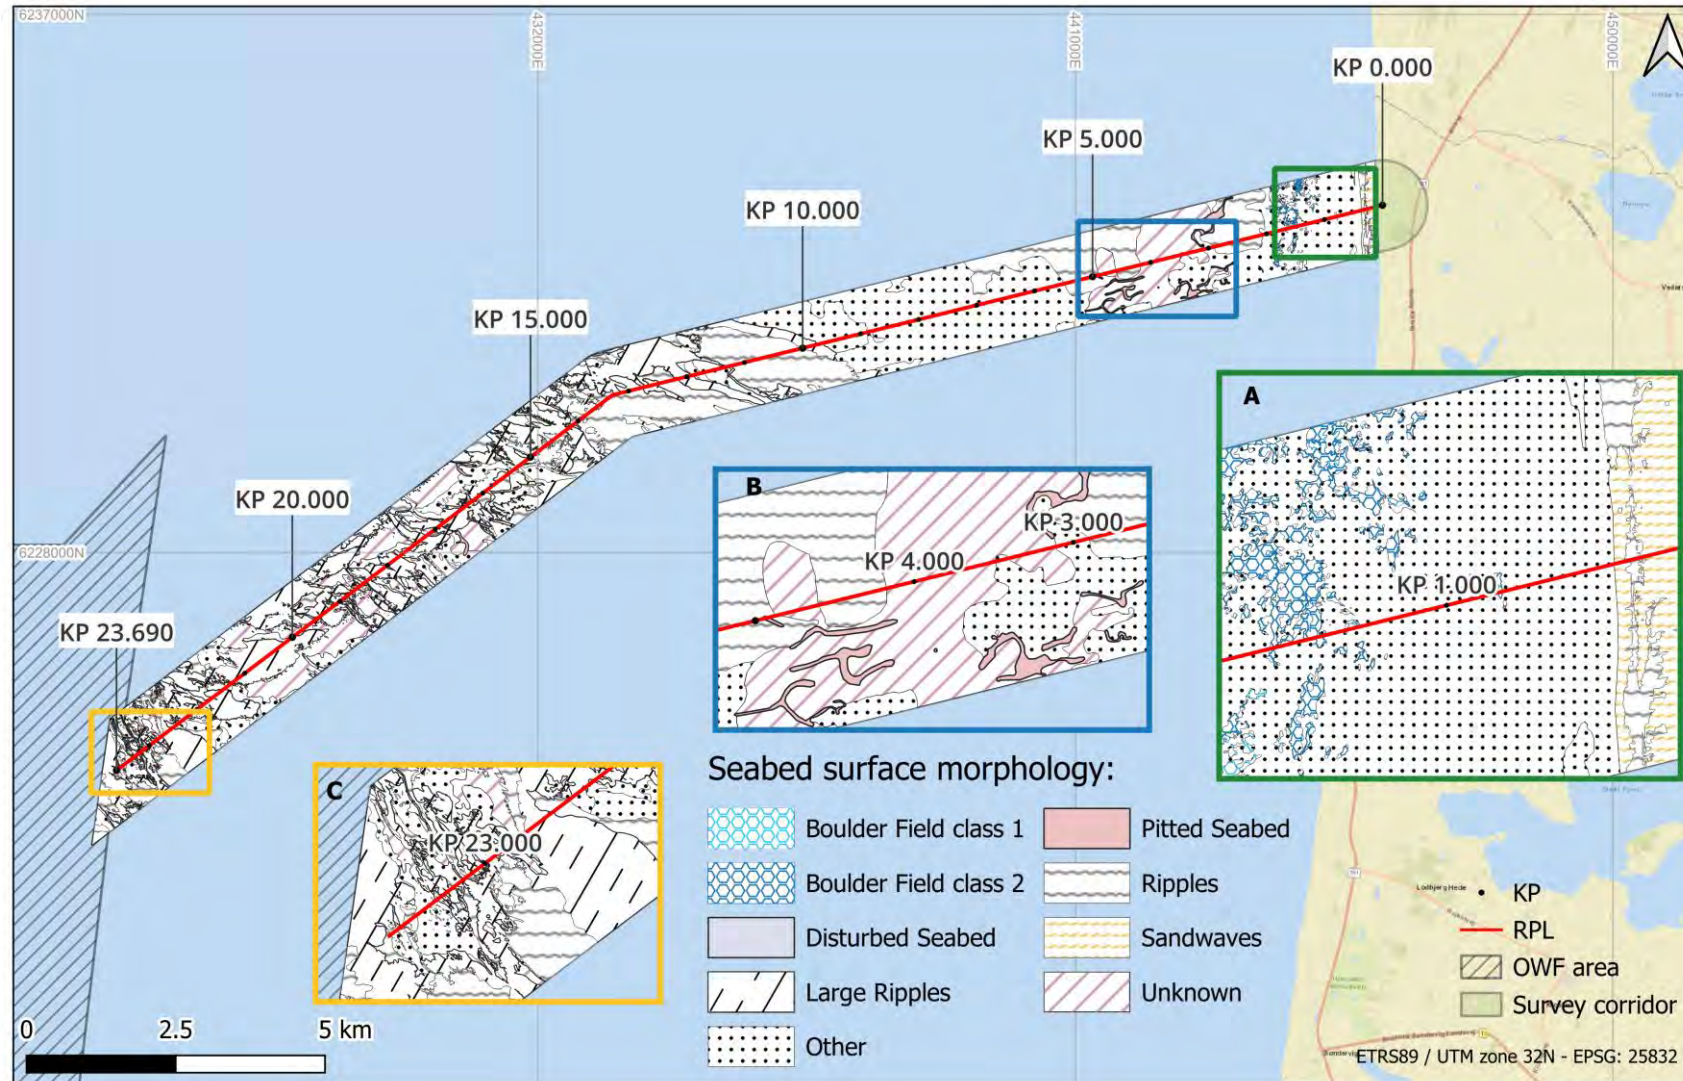 6237000N
432000E
441000E
450000E
KP 0.000
KP 5.000
KP 10.000
KP 15.000
KP 20.000
6228000N
KP 23.690
A
KP 1.000
B
KP 3.000
KP 4.000
C
KP 23.000
Seabed surface morphology:
Boulder Field class 1
Boulder Field class 2
Disturbed Seabed
Large Ripples
Other
Pitted Seabed
Ripples
Sandwaves
Unknown
Lodbjerg Hede
KP
RPL
OWF area
Survey corridor
0 2.5 5 km
ETRS89 / UTM zone 32N - EPSG: 25832